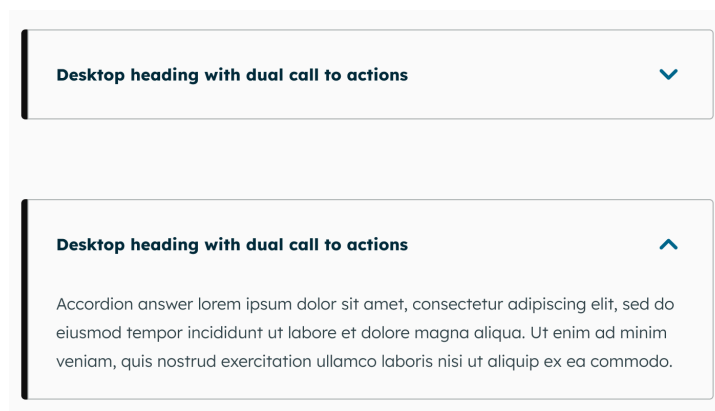 Desktop heading with dual call to actions
Desktop heading with dual call to actions
Accordion answer lorem ipsum dolor sit amet, consectetur adipiscing elit, sed do
eiusmod tempor incididunt ut labore et dolore magna aliqua. Ut enim ad minim
veniam, quis nostrud exercitation ullamco laboris nisi ut aliquip ex ea commodo.